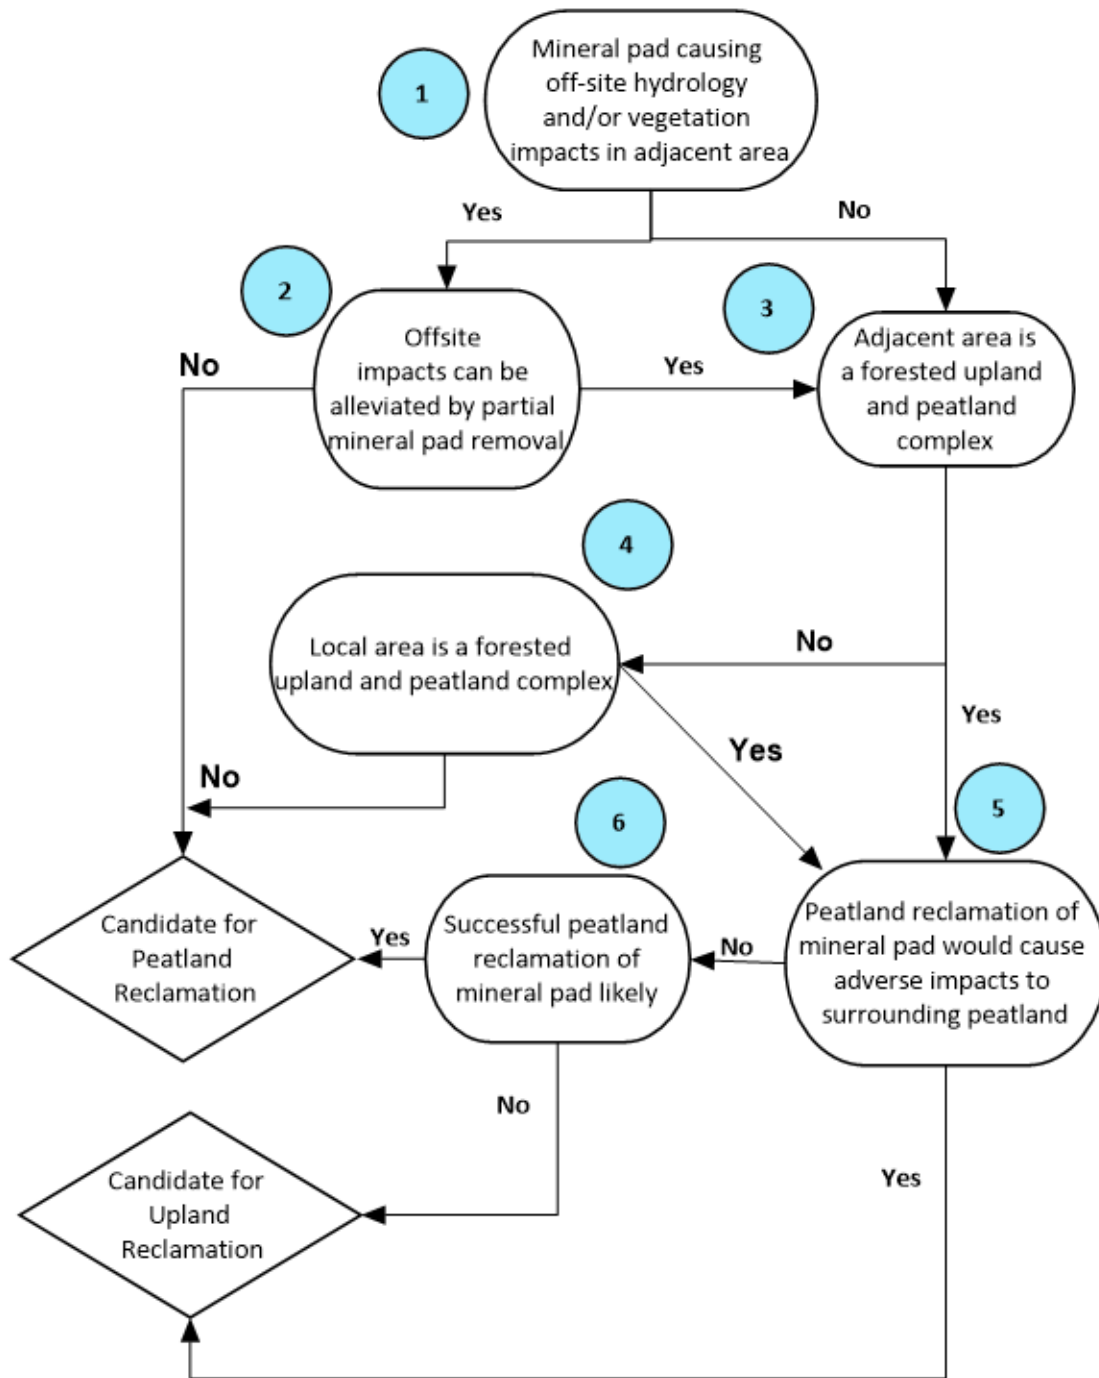 1
Mineral pad causing
off-site hydrology
and/or vegetation
impacts in adjacent area
Yes
No
2
Offsite
impacts can be
alleviated by partial
mineral pad removal
No
Yes
3
Adjacent area is
a forested upland
and peatland
complex
4
Local area is a forested
upland and peatland complex
No
Yes
Yes
No
5
Peatland reclamation of
mineral pad would cause
adverse impacts to
surrounding peatland
6
Successful peatland
reclamation of
mineral pad likely
No
Yes
Candidate for
Peatland
Reclamation
No
Yes
Candidate for
Upland
Reclamation